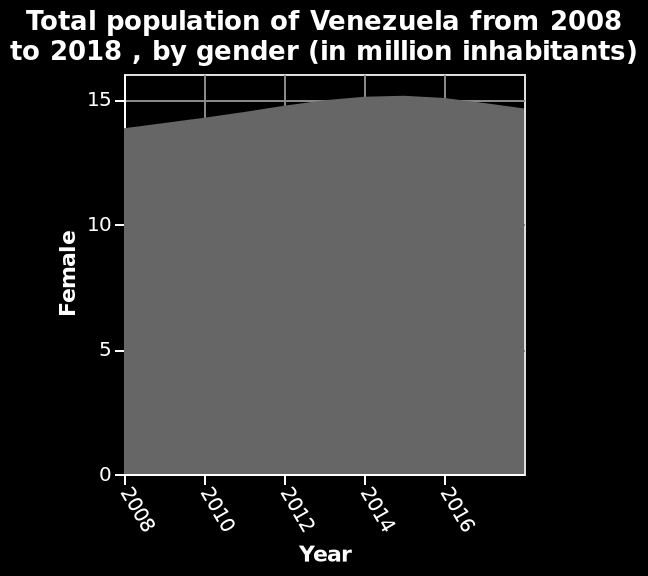 Total population of Venezuela from 2008
to 2018 , by gender (in million inhabitants)
15
10
5
0
Female
2008
2010
2012
2014
2016
Year